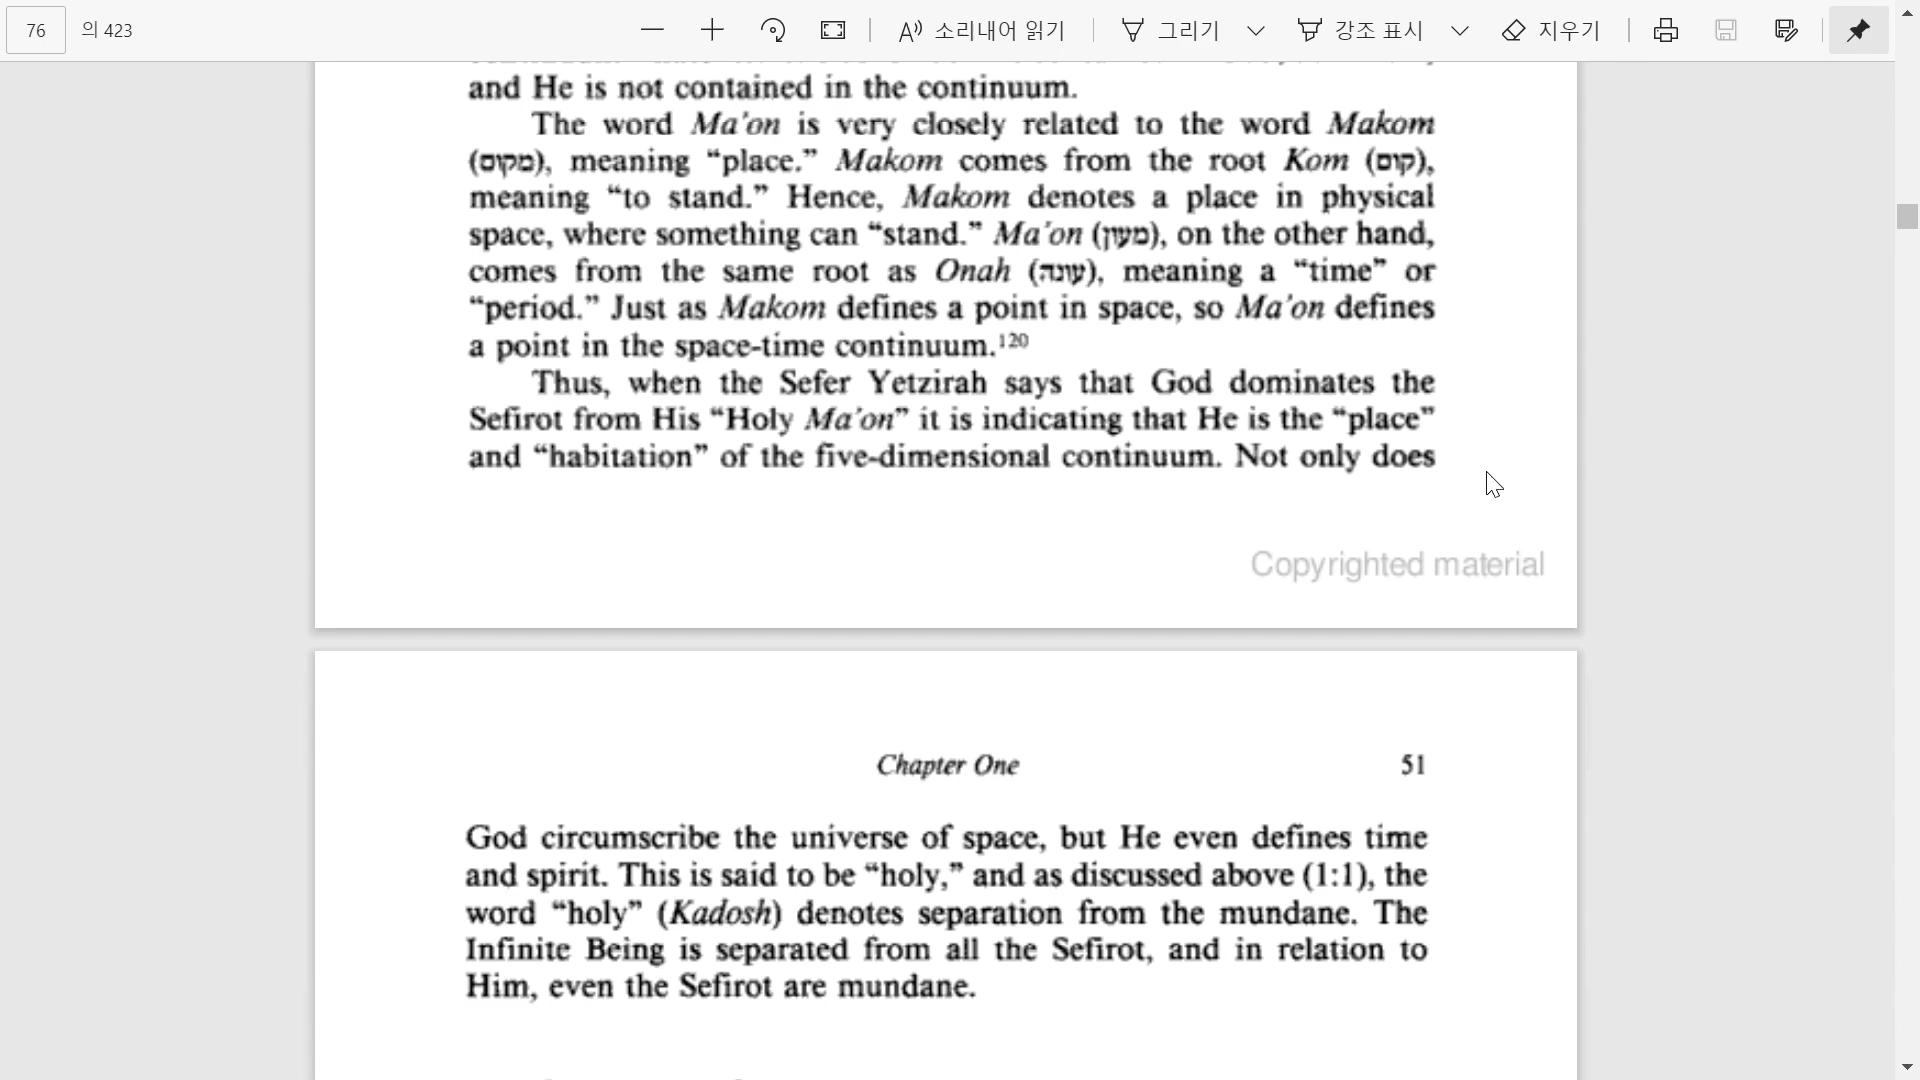 76 의 423 소리내어 읽기 그리기 강조 표시 지우기
and He is not contained in the continuum.
The word Ma'on is very closely related to the word Makom
(מקום), meaning “place.” Makom comes from the root Kom (קום),
meaning “to stand.” Hence, Makom denotes a place in physical
space, where something can “stand.” Ma'on (מעון), on the other hand,
comes from the same root as Onah (עונה), meaning a “time” or
“period.” Just as Makom defines a point in space, so Ma'on defines
a point in the space-time continuum.120
Thus, when the Sefer Yetzirah says that God dominates the
Sefirot from His “Holy Ma'on” it is indicating that He is the “place”
and “habitation” of the five-dimensional continuum. Not only does
Copyrighted material
Chapter One 51
God circumscribe the universe of space, but He even defines time
and spirit. This is said to be “holy,” and as discussed above (1:1), the
word “holy” (Kadosh) denotes separation from the mundane. The
Infinite Being is separated from all the Sefirot, and in relation to
Him, even the Sefirot are mundane.